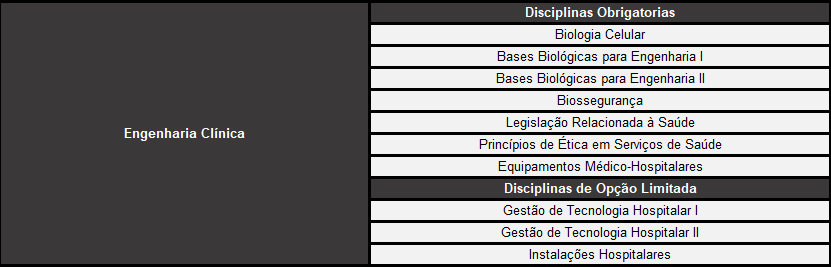 Engenharia Clínica
Disciplinas Obrigatorias
Biologia Celular
Bases Biológicas para Engenharia I
Bases Biológicas para Engenharia II
Biossegurança
Legislação Relacionada à Saúde
Princípios de Ética em Serviços de Saúde
Equipamentos Médico-Hospitalares
Disciplinas de Opção Limitada
Gestão de Tecnologia Hospitalar I
Gestão de Tecnologia Hospitalar II
Instalações Hospitalares